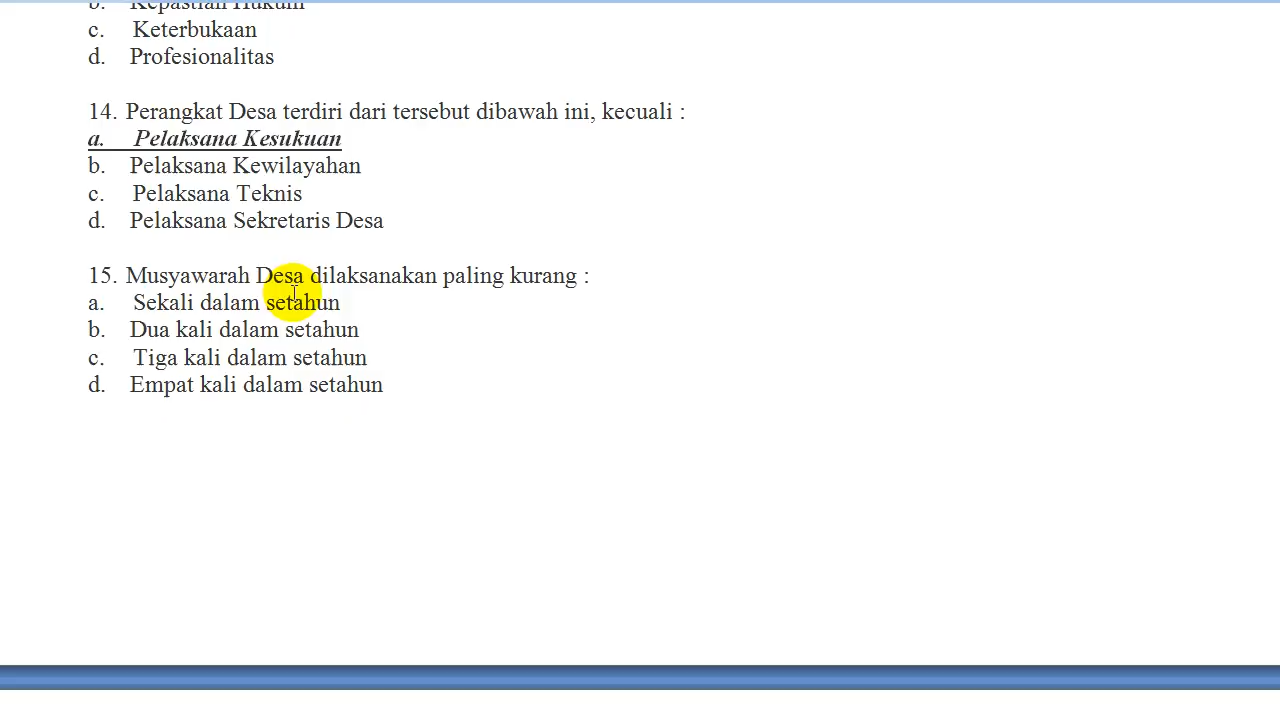 b. Kepastian Hukum
c. Keterbukaan
d. Profesionalitas
14. Perangkat Desa terdiri dari tersebut dibawah ini, kecuali :
a. Pelaksana Kesukuan
b. Pelaksana Kewilayahan
c. Pelaksana Teknis
d. Pelaksana Sekretaris Desa
15. Musyawarah Desa dilaksanakan paling kurang :
a. Sekali dalam setahun
b. Dua kali dalam setahun
c. Tiga kali dalam setahun
d. Empat kali dalam setahun